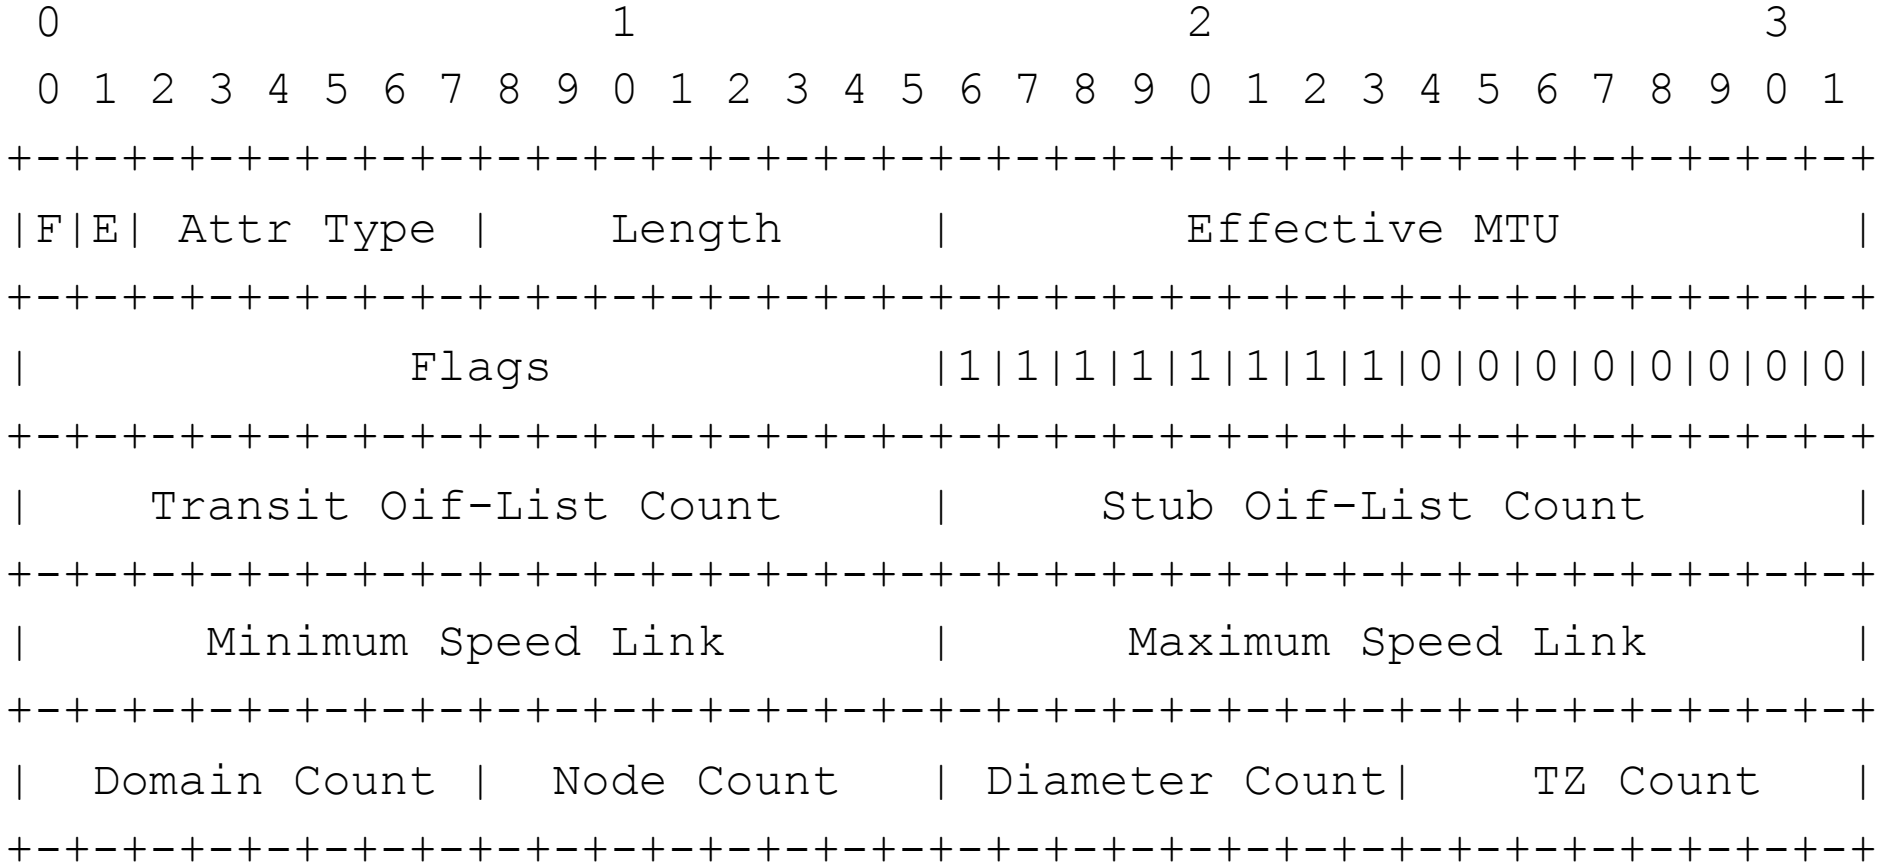 0                   1                   2                   3
 0 1 2 3 4 5 6 7 8 9 0 1 2 3 4 5 6 7 8 9 0 1 2 3 4 5 6 7 8 9 0 1
+-+-+-+-+-+-+-+-+-+-+-+-+-+-+-+-+-+-+-+-+-+-+-+-+-+-+-+-+-+-+-+-+
|F|E| Attr Type |    Length     |        Effective MTU          |
+-+-+-+-+-+-+-+-+-+-+-+-+-+-+-+-+-+-+-+-+-+-+-+-+-+-+-+-+-+-+-+-+
|             Flags             |1|1|1|1|1|1|1|1|0|0|0|0|0|0|0|0|
+-+-+-+-+-+-+-+-+-+-+-+-+-+-+-+-+-+-+-+-+-+-+-+-+-+-+-+-+-+-+-+-+
|    Transit Oif-List Count     |     Stub Oif-List Count       |
+-+-+-+-+-+-+-+-+-+-+-+-+-+-+-+-+-+-+-+-+-+-+-+-+-+-+-+-+-+-+-+-+
|      Minimum Speed Link       |      Maximum Speed Link       |
+-+-+-+-+-+-+-+-+-+-+-+-+-+-+-+-+-+-+-+-+-+-+-+-+-+-+-+-+-+-+-+-+
|  Domain Count |  Node Count   | Diameter Count|    TZ Count   |
+-+-+-+-+-+-+-+-+-+-+-+-+-+-+-+-+-+-+-+-+-+-+-+-+-+-+-+-+-+-+-+-+